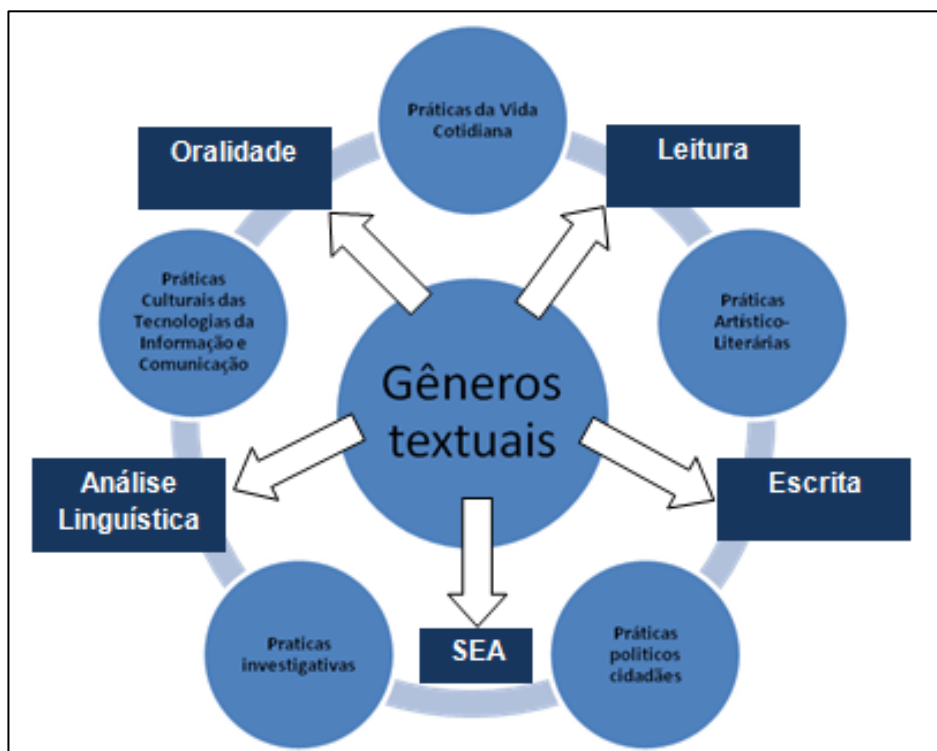 Práticas da Vida
Cotidiana
Oralidade
Leitura
Práticas
Culturais das
Tecnologias da
Informação e
Comunicação
Práticas
Artístico-
Literárias
Gêneros
textuais
Análise
Linguística
Escrita
Praticas
investigativas
SEA
Práticas
politicos
cidadães